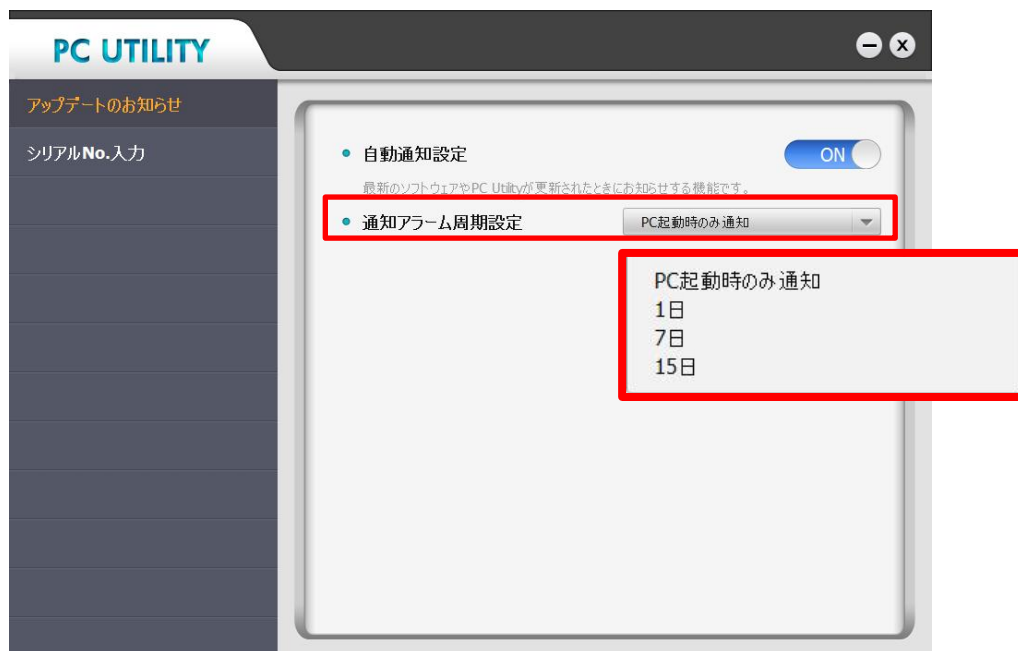 PC UTILITY
アップデートのお知らせ
シリアルNo.入力
自動通知設定
ON
最新のソフトウェアやPC Utilityが更新されたときにお知らせする機能です。
通知アラーム周期設定
PC起動時のみ通知
PC起動時のみ通知
1日
7日
15日